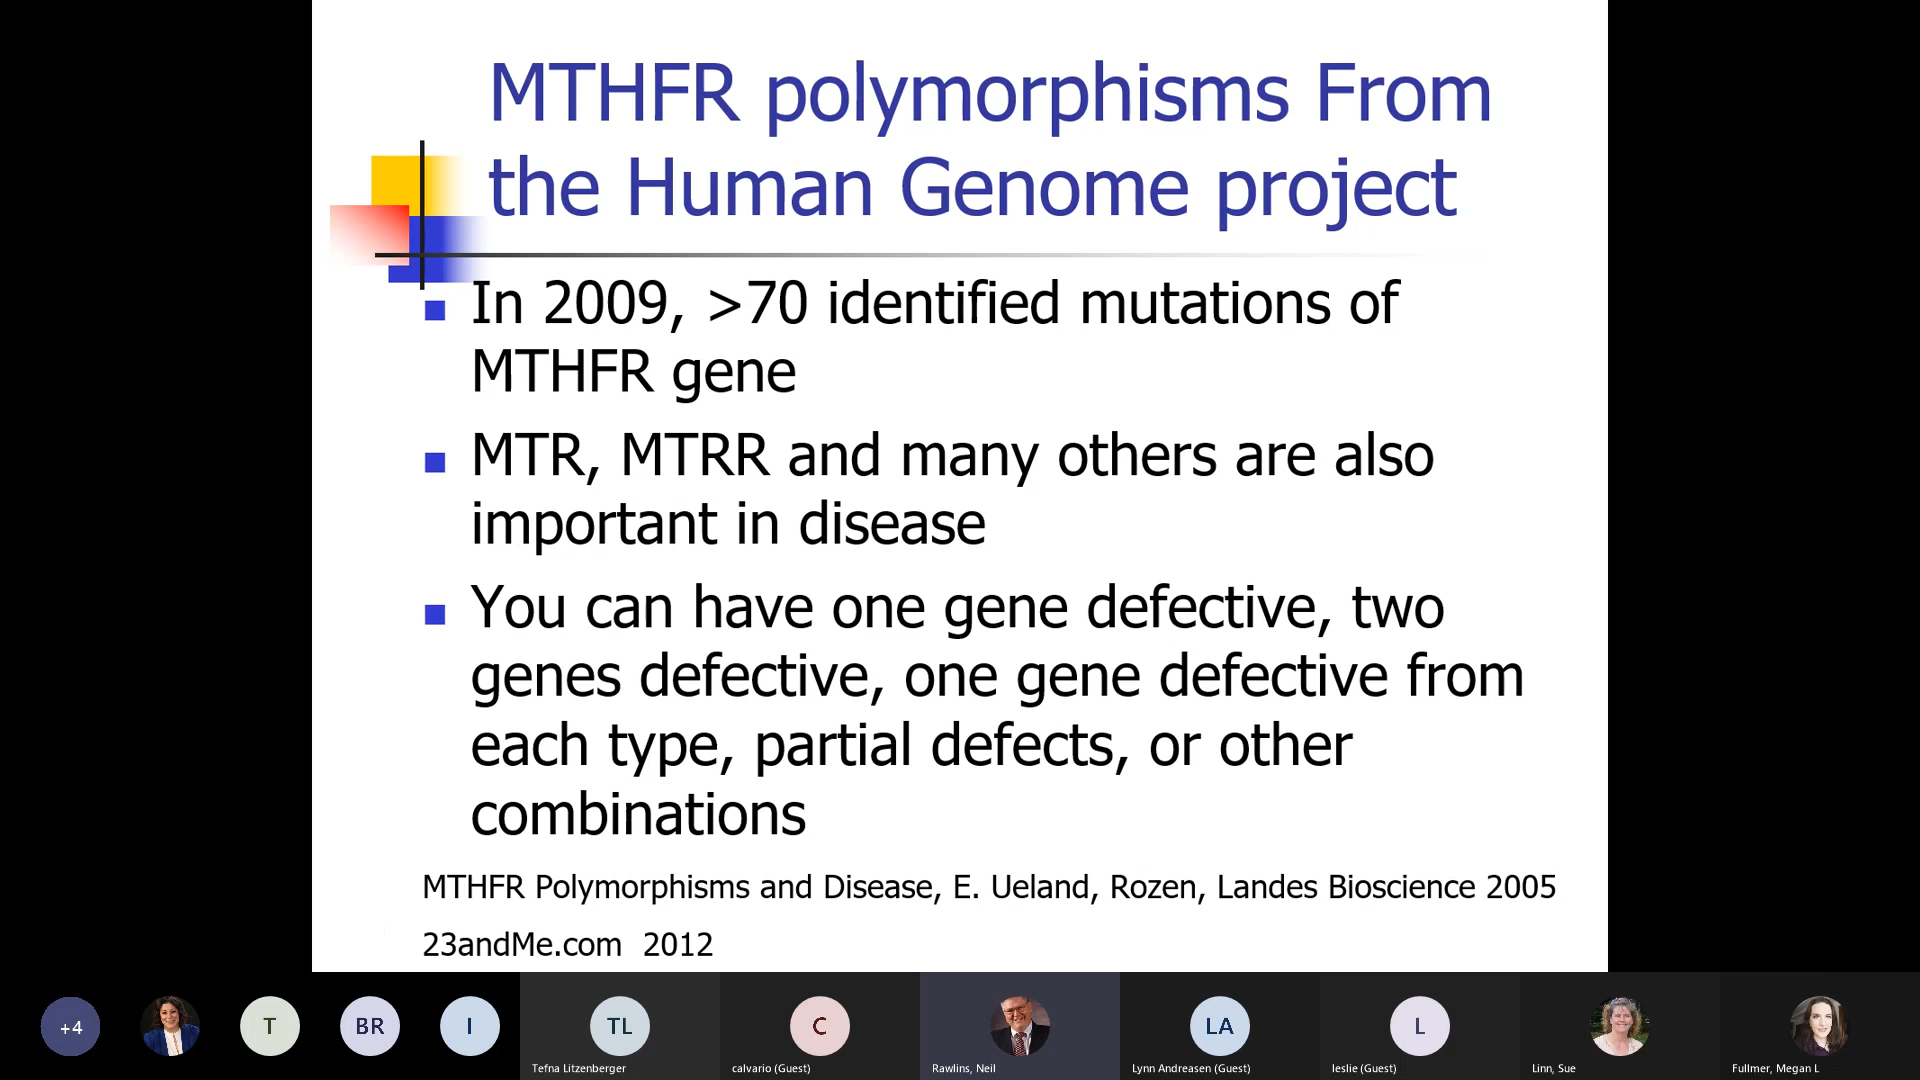 MTHFR polymorphisms From
the Human Genome project
In 2009, >70 identified mutations of
MTHFR gene
MTR, MTRR and many others are also
important in disease
You can have one gene defective, two
genes defective, one gene defective from
each type, partial defects, or other
combinations
MTHFR Polymorphisms and Disease, E. Ueland, Rozen, Landes Bioscience 2005
23andMe.com 2012
+4
T
BR
I
TL
Tefna Litzenberger
C
calvario (Guest)
Rawlins, Neil
LA
Lynn Andreasen (Guest)
L
leslie (Guest)
Linn, Sue
Fullmer, Megan L